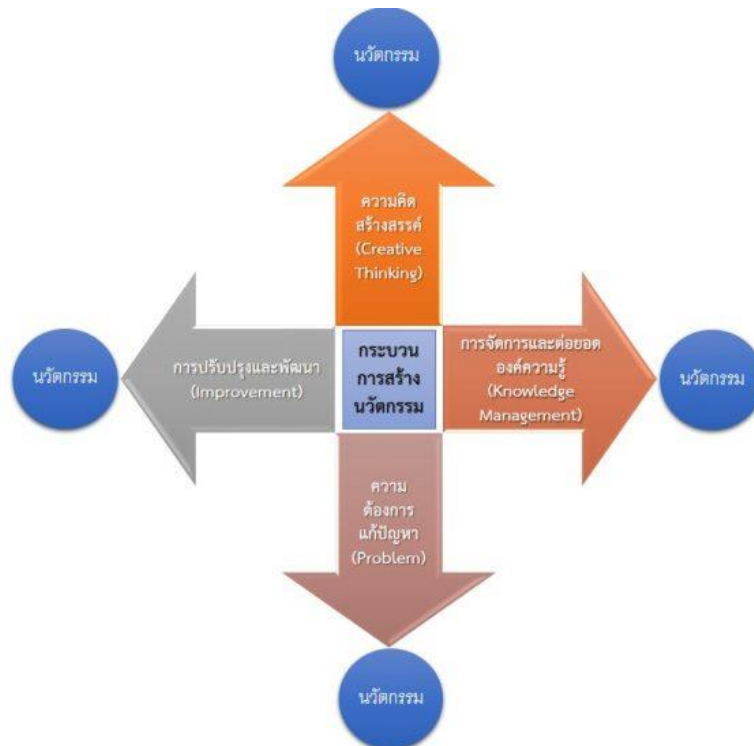 นวัตกรรม
ความคิด
สร้างสรรค์
(Creative
Thinking)
นวัตกรรม
การปรับปรุงและพัฒนา
(Improvement)
กระบวน
การสร้าง
นวัตกรรม
การจัดการและต่อยอด
องค์ความรู้
(Knowledge
Management)
นวัตกรรม
ความ
ต้องการ
แก้ปัญหา
(Problem)
นวัตกรรม